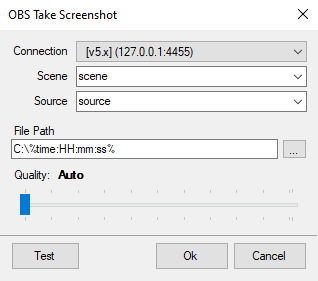 OBS Take Screenshot
Connection [v5.x] (127.0.0.1:4455)
Scene scene
Source source
File Path
C:\%time:HH:mm:ss%
...
Quality: Auto
Test Ok Cancel